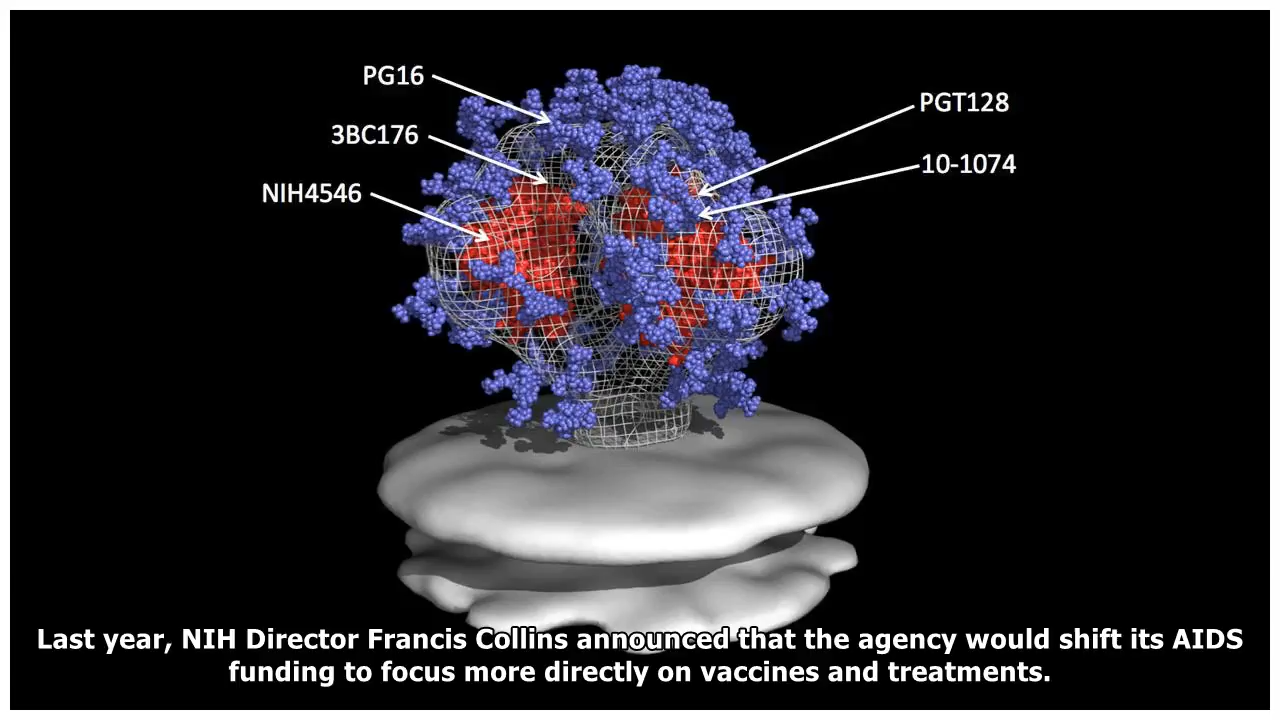 PG16
3BC176
NIH4546
PGT128
10-1074
Last year, NIH Director Francis Collins announced that the agency would shift its AIDS
funding to focus more directly on vaccines and treatments.